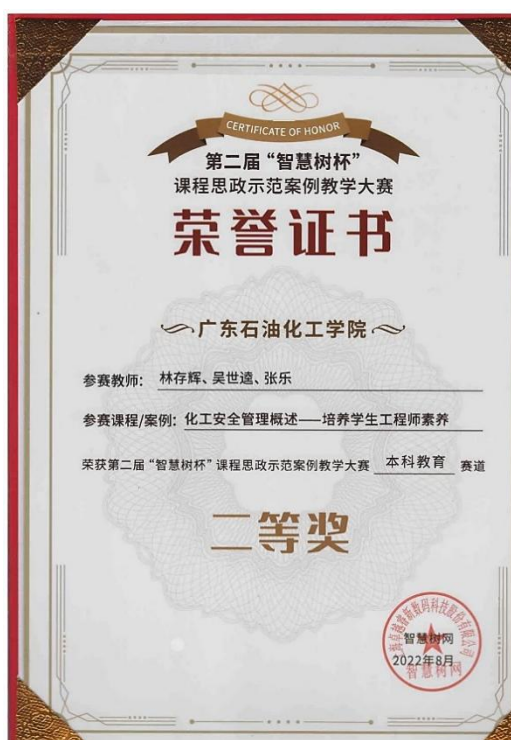 CERTIFICATE OF HONOR
第二届“智慧树杯”
课程思政示范案例教学大赛
荣誉证书
广东石油化工学院
参赛教师： 林存辉、吴世逵、张乐
参赛课程/案例：化工安全管理概述——培养学生工程师素养
荣获第二届“智慧树杯”课程思政示范案例教学大赛 本科教育 赛道
二等奖
智慧树网
2022年8月
智慧树网